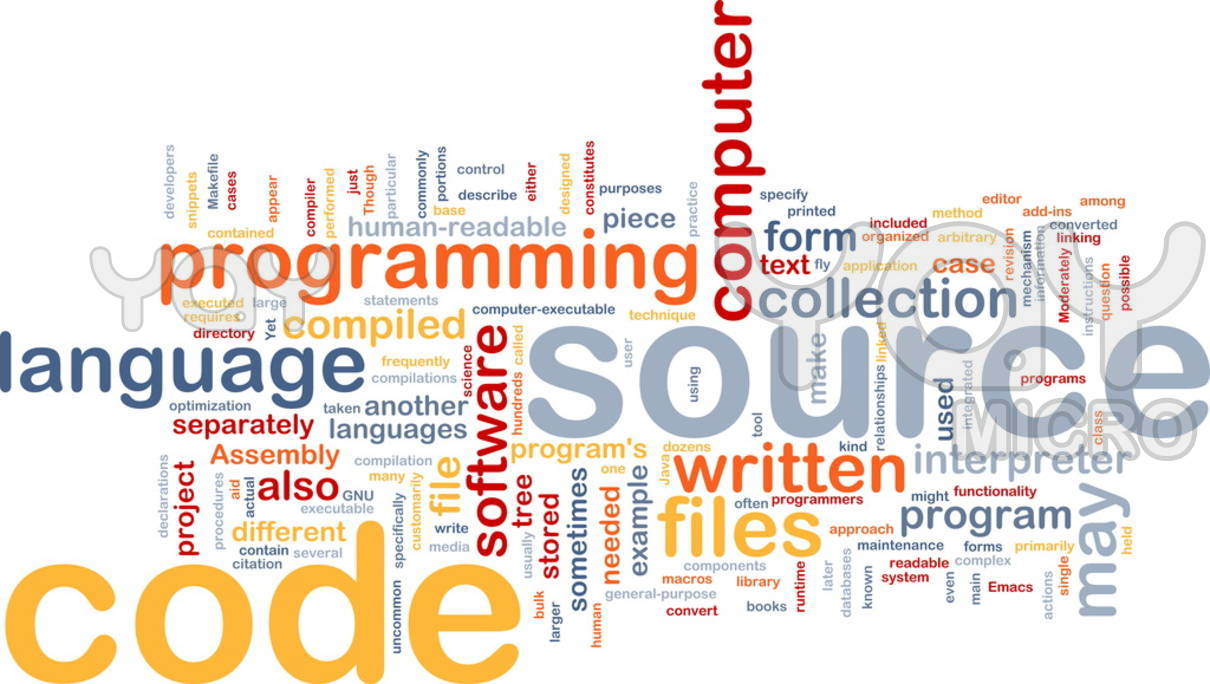 computer
developers
snippets
Makefile
cases
appear
compiler
performed
just
Though
particular
commonly
portions
control
describe
either
designed
constitutes
purposes
practice
specify
printed
editor
add-ins
among
contained
base
human-readable
piece
form
text
fly
included
organized
method
arbitrary
converted
linking
programming
application
case
revision
mechanism
information
Moderately
instructions
question
possible
executed
requires
large
Yet
directory
statements
compiled
computer-executable
technique
collection
language
frequently
compilations
science
software
called
hundreds
source
user
using
make
linked
relationships
used
integrated
programs
class
YAY
YAY
MICRO
optimization
taken
another
separately
languages
Assembly
compilation
many
program's
one
dozens
tool
kind
written
interpreter
declarations
project
procedures
aid
actual
also
GNU
executable
specifically
customarily
file
write
media
tree
usually
stored
sometimes
needed
example
Java
files
often
programmers
might
functionality
program
may
held
different
contain
several
citation
approach
maintenance
forms
primarily
readable
complex
system
components
macros
library
general-purpose
convert
books
runtime
later
databases
known
even
main
Emacs
actions
single
code
uncommon
bulk
larger
human